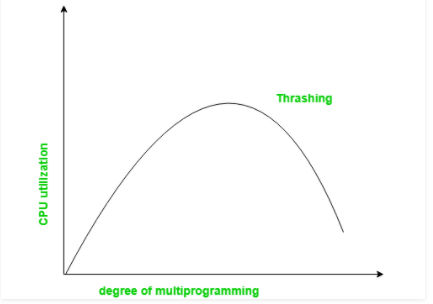 Thrashing
CPU utilization
degree of multiprogramming